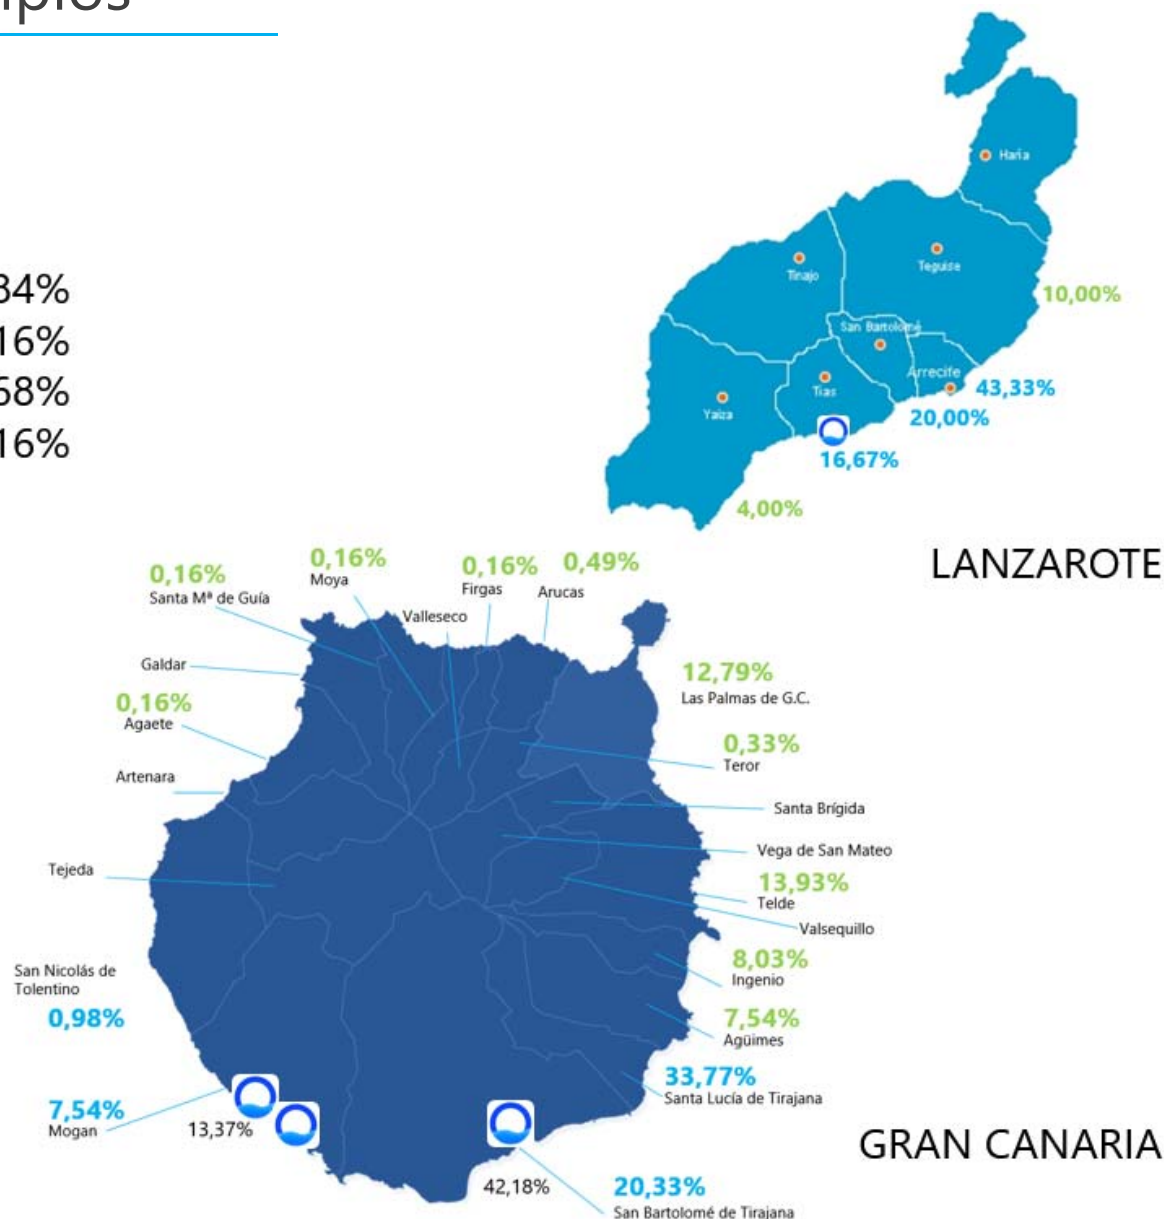 ipios
Haría
Tinajo
Teguise
10,00%
San Bartolomé
Arrecife
Tías
43,33%
Yaiza
20,00%
16,67%
4,00%
34%
16%
68%
16%
LANZAROTE
0,16%
Santa Mª de Guía
0,16%
Moya
Valleseco
0,16%
Firgas
0,49%
Arucas
Galdar
0,16%
Agaete
Artenara
12,79%
Las Palmas de G.C.
0,33%
Teror
Santa Brígida
Vega de San Mateo
Tejeda
13,93%
Telde
Valsequillo
San Nicolás de
Tolentino
0,98%
8,03%
Ingenio
7,54%
Agüimes
33,77%
Santa Lucía de Tirajana
7,54%
Mogan
13,37%
GRAN CANARIA
42,18%
20,33%
San Bartolomé de Tirajana